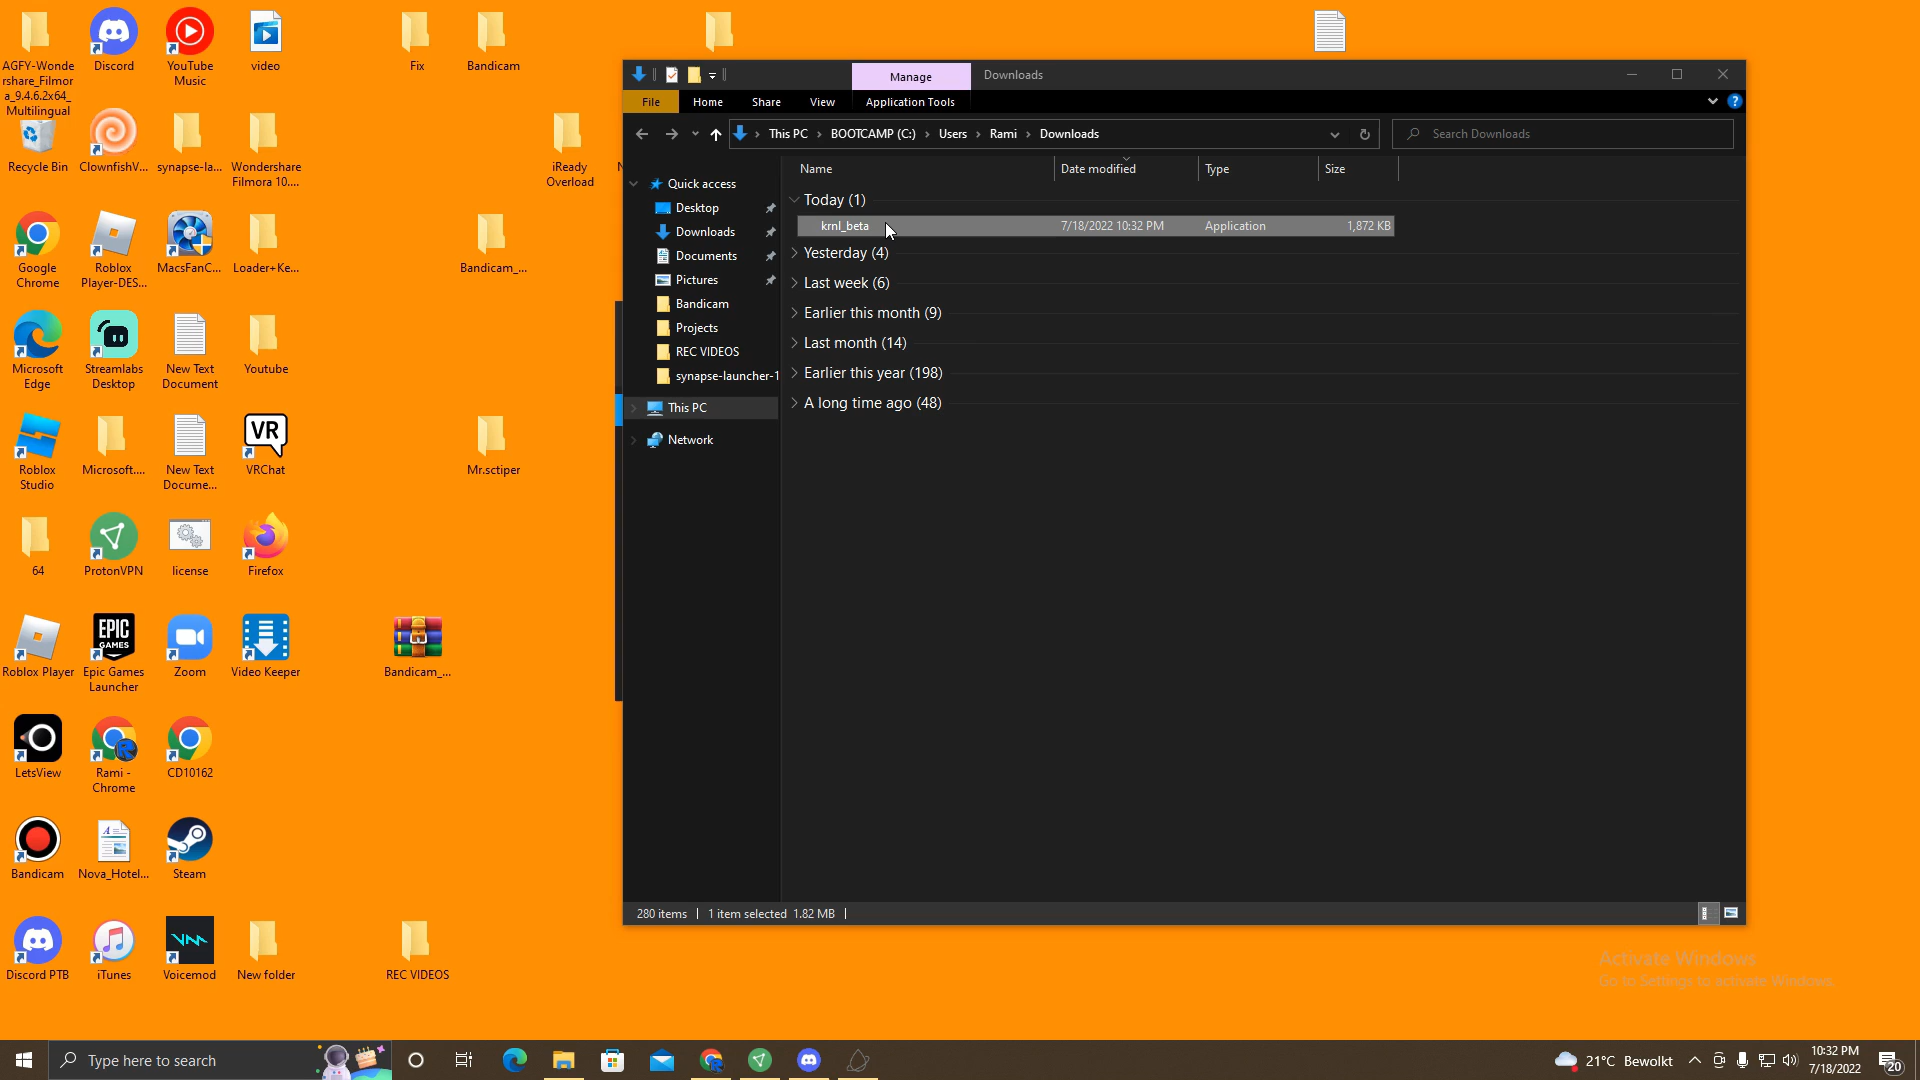 AGFY-Wonde
rshare_Filmor
a_9.4.6.2x64_
Multilingual
Discord
YouTube
Music
video
Fix
Bandicam
Recycle Bin
ClownfishV...
synapse-la...
Wondershare
Filmora 10....
iReady
Overload
Google
Chrome
Roblox
Player-DES...
MacsFanC...
Loader+Ke...
Bandicam_...
Microsoft
Edge
Streamlabs
Desktop
New Text
Document
Youtube
Roblox
Studio
Microsoft....
New Text
Docume...
VR
VRChat
Mr.sctiper
64
ProtonVPN
license
Firefox
Roblox Player
EPIC
GAMES
Epic Games
Launcher
Zoom
Video Keeper
Bandicam_...
LetsView
Rami -
Chrome
CD10162
Bandicam
Nova_Hotel...
Steam
Discord PTB
iTunes
Voicemod
New folder
REC VIDEOS
Manage
Downloads
File
Home
Share
View
Application Tools
This PC
BOOTCAMP (C:)
Users
Rami
Downloads
Search Downloads
Name
Date modified
Type
Size
Quick access
Desktop
Downloads
Documents
Pictures
Bandicam
Projects
REC VIDEOS
synapse-launcher-1
This PC
Network
Today (1)
krnl_beta
7/18/2022 10:32 PM
Application
1,872 KB
Yesterday (4)
Last week (6)
Earlier this month (9)
Last month (14)
Earlier this year (198)
A long time ago (48)
280 items
1 item selected 1.82 MB
Activate Windows
Go to Settings to activate Windows.
Type here to search
21°C Bewolkt
10:32 PM
7/18/2022
20